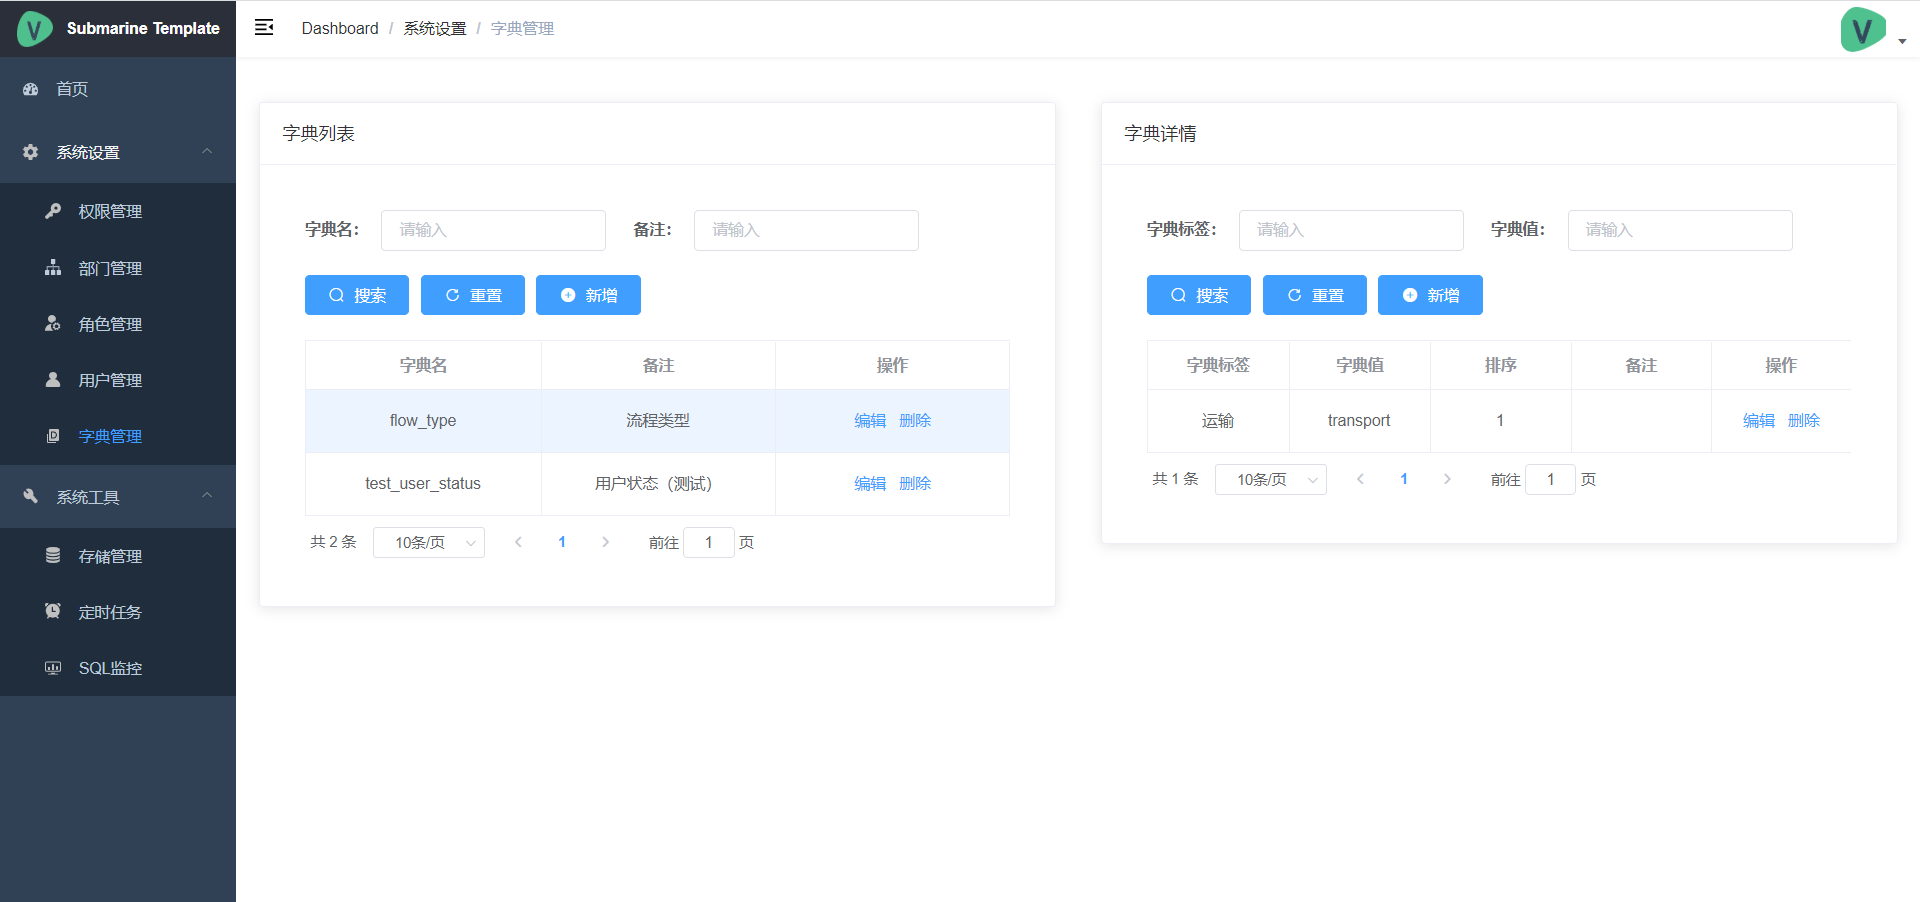 V Submarine Template
Dashboard / 系统设置 / 字典管理
V
首页
系统设置
权限管理
部门管理
角色管理
用户管理
字典管理
系统工具
存储管理
定时任务
SQL监控
字典列表
字典名： 请输入 备注： 请输入
搜索 重置 新增
字典名 备注 操作
flow_type 流程类型 编辑 删除
test_user_status 用户状态（测试） 编辑 删除
共 2 条 10条/页 1 前往 1 页
字典详情
字典标签： 请输入 字典值： 请输入
搜索 重置 新增
字典标签 字典值 排序 备注 操作
运输 transport 1 编辑 删除
共 1 条 10条/页 1 前往 1 页